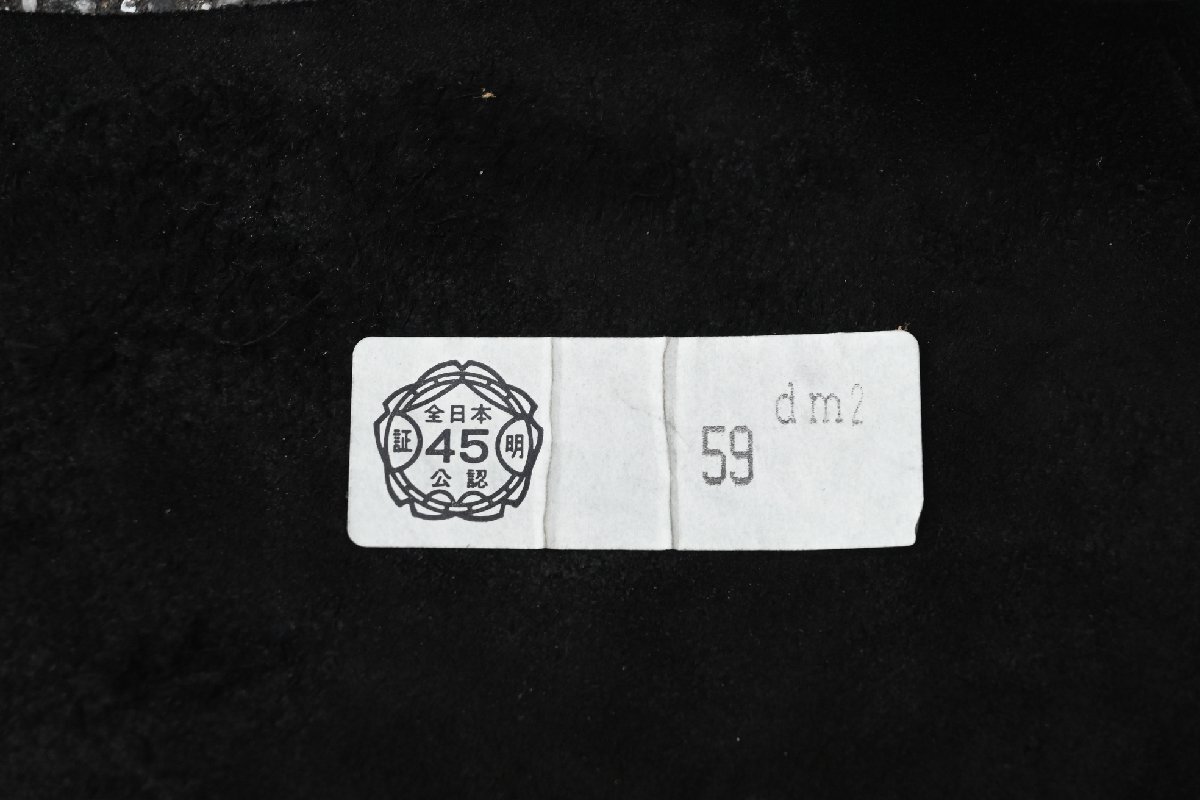 全日本
証 45 明
公認
dm2
59